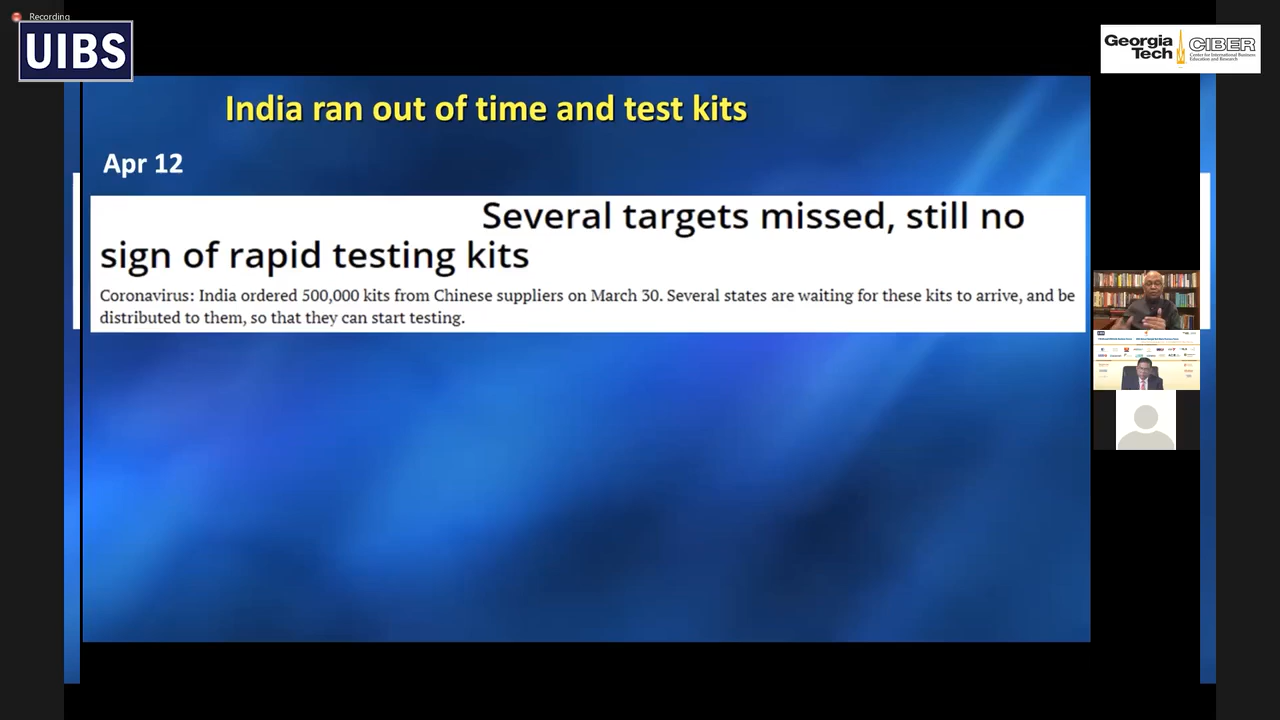 Recording
UIBS
Georgia
Tech
CIBER
Center for International Business
Education and Research
India ran out of time and test kits
Apr 12
Several targets missed, still no
sign of rapid testing kits
Coronavirus: India ordered 500,000 kits from Chinese suppliers on March 30. Several states are waiting for these kits to arrive, and be
distributed to them, so that they can start testing.